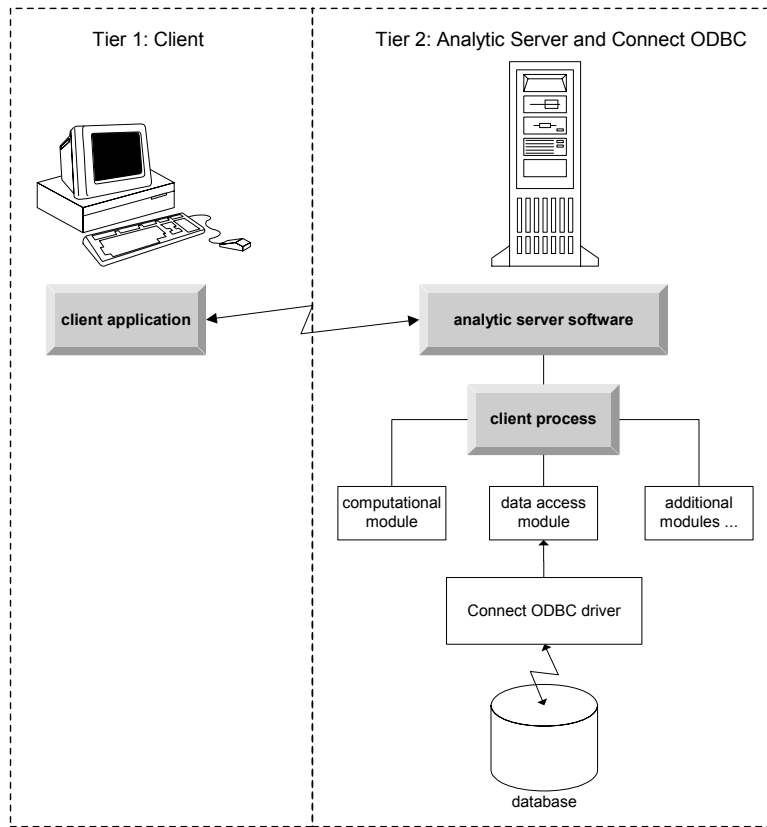 Tier 1: Client
Tier 2: Analytic Server and Connect ODBC
client application
analytic server software
client process
computational
module
data access
module
additional
modules ...
Connect ODBC driver
database